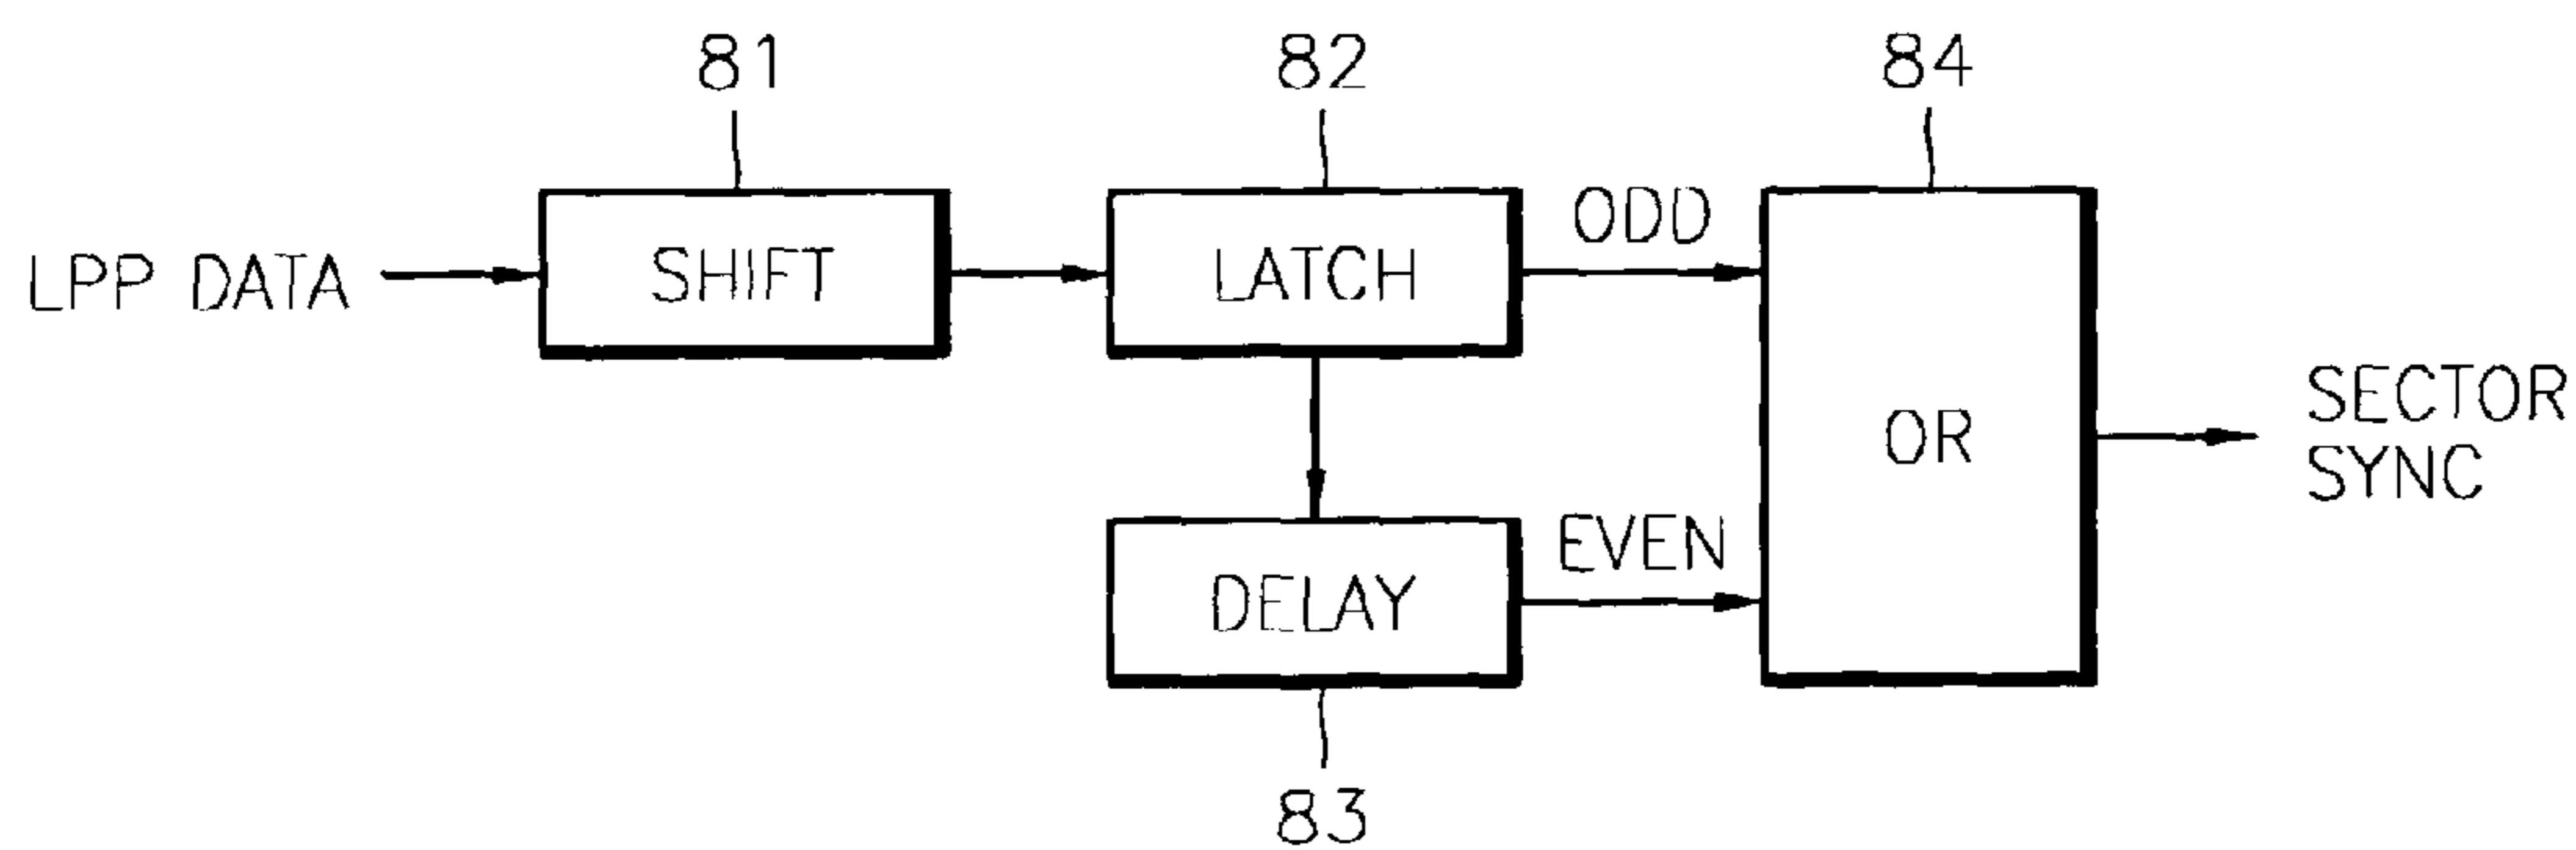 81
82
84
LPP DATA
SHIFT
LATCH
ODD
OR
SECTOR
SYNC
DELAY
EVEN
83